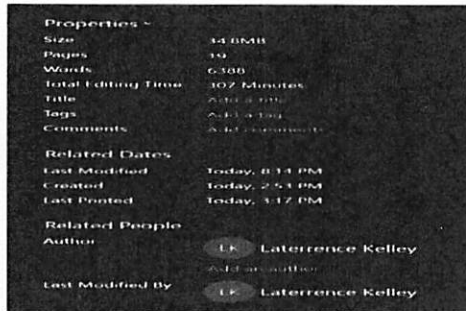 Properties ~
Size 34.8MB
Pages 19
Words 6388
Total Editing Time 307 Minutes
Title Add a title
Tags Add a tag
Comments Add comments
Related Dates
Last Modified Today, 8:14 PM
Created Today, 2:53 PM
Last Printed Today, 3:17 PM
Related People
Author LK Laterrence Kelley
Add an author
Last Modified By LK Laterrence Kelley